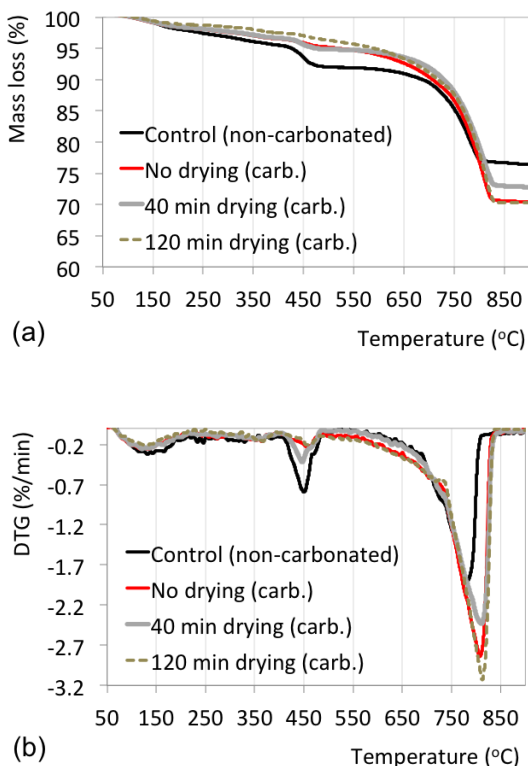 100
95
90
85
80
75
70
65
60
Mass loss (%)
Control (non-carbonated)
No drying (carb.)
40 min drying (carb.)
120 min drying (carb.)
50 150 250 350 450 550 650 750 850
Temperature (°C)
(a)
-0.2
-0.7
-1.2
-1.7
-2.2
-2.7
-3.2
DTG (%/min)
Control (non-carbonated)
No drying (carb.)
40 min drying (carb.)
120 min drying (carb.)
50 150 250 350 450 550 650 750 850
Temperature (°C)
(b)